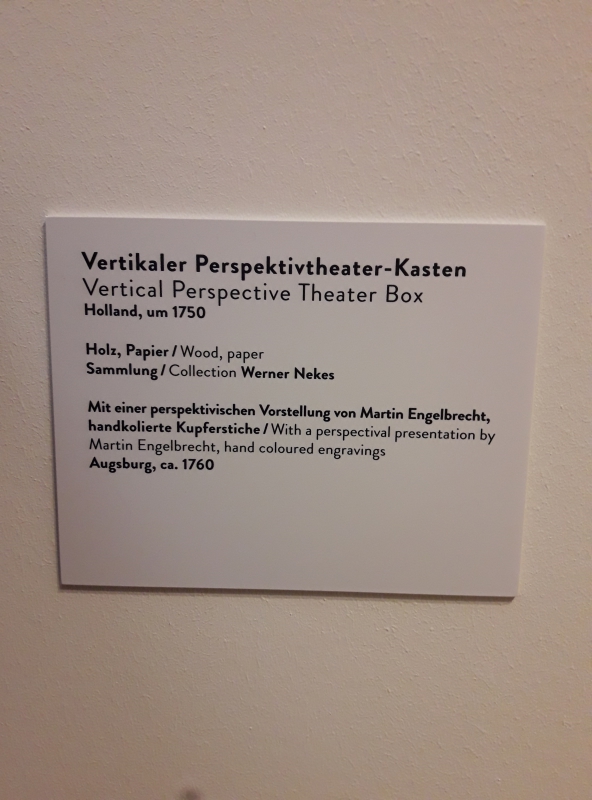 Vertikaler Perspektivtheater-Kasten
Vertical Perspective Theater Box
Holland, um 1750
Holz, Papier / Wood, paper
Sammlung / Collection Werner Nekes
Mit einer perspektivischen Vorstellung von Martin Engelbrecht,
handkolierte Kupferstiche / With a perspectival presentation by
Martin Engelbrecht, hand coloured engravings
Augsburg, ca. 1760